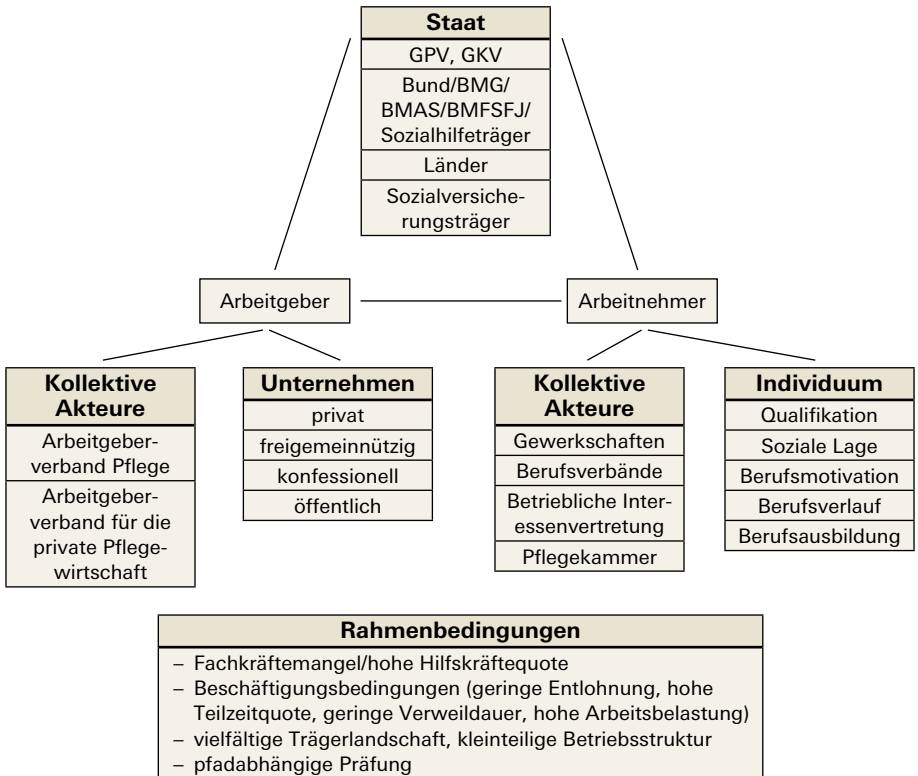 Staat
GPV, GKV
Bund/BMG/
BMAS/BMFSFJ/
Sozialhilfeträger
Länder
Sozialversiche-
rungsträger
Arbeitgeber
Arbeitnehmer
Kollektive
Akteure
Arbeitgeber-
verband Pflege
Arbeitgeber-
verband für die
private Pflege-
wirtschaft
Unternehmen
privat
freigemeinnützig
konfessionell
öffentlich
Kollektive
Akteure
Gewerkschaften
Berufsverbände
Betriebliche Inter-
essenvertretung
Pflegekammer
Individuum
Qualifikation
Soziale Lage
Berufsmotivation
Berufsverlauf
Berufsausbildung
Rahmenbedingungen
– Fachkräftemangel/hohe Hilfskräftequote
– Beschäftigungsbedingungen (geringe Entlohnung, hohe
Teilzeitquote, geringe Verweildauer, hohe Arbeitsbelastung)
– vielfältige Trägerlandschaft, kleinteilige Betriebsstruktur
– pfadabhängige Präfung